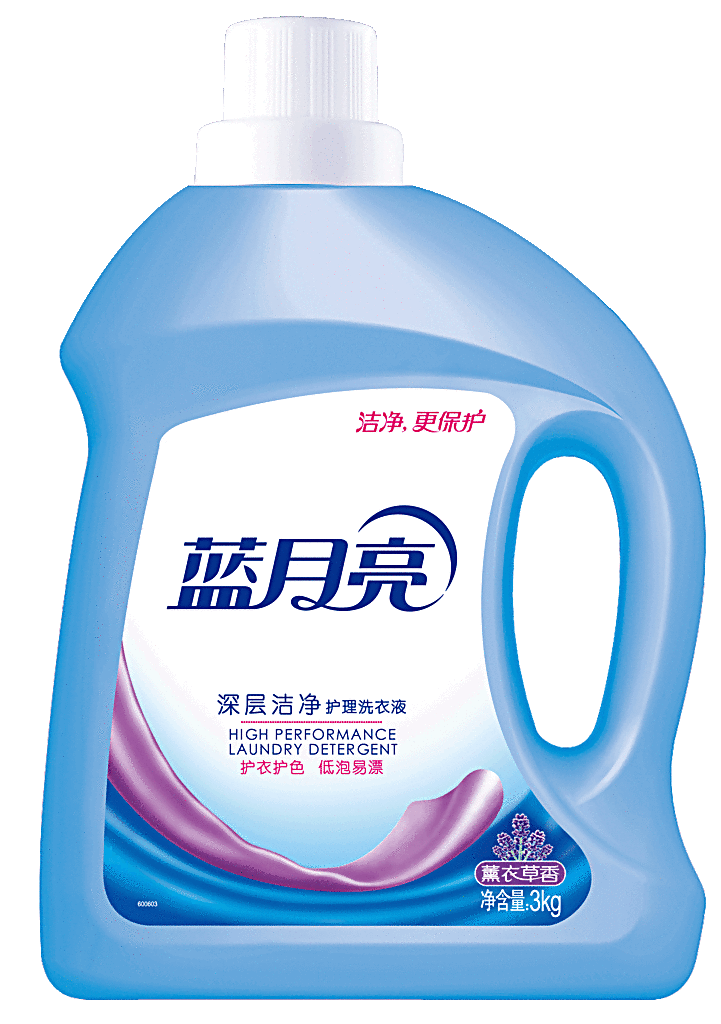 洁净,更保护
蓝月亮
深层洁净护理洗衣液
HIGH PERFORMANCE
LAUNDRY DETERGENT
护衣护色 低泡易漂
薰衣草香
净含量:3kg
600603